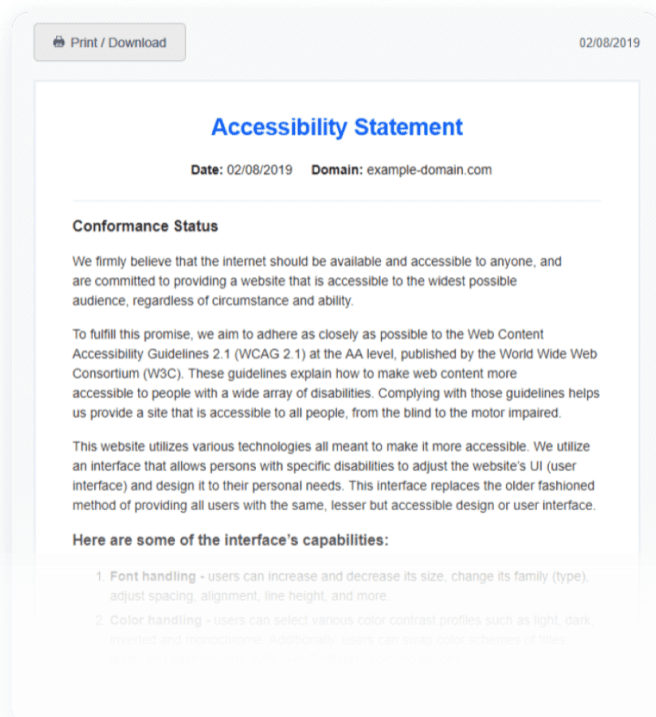 Print / Download
02/08/2019
Accessibility Statement
Date: 02/08/2019 Domain: example-domain.com
Conformance Status
We firmly believe that the internet should be available and accessible to anyone, and
are committed to providing a website that is accessible to the widest possible
audience, regardless of circumstance and ability.
To fulfill this promise, we aim to adhere as closely as possible to the Web Content
Accessibility Guidelines 2.1 (WCAG 2.1) at the AA level, published by the World Wide Web
Consortium (W3C). These guidelines explain how to make web content more
accessible to people with a wide array of disabilities. Complying with those guidelines helps
us provide a site that is accessible to all people, from the blind to the motor impaired.
This website utilizes various technologies all meant to make it more accessible. We utilize
an interface that allows persons with specific disabilities to adjust the website's UI (user
interface) and design it to their personal needs. This interface replaces the older fashioned
method of providing all users with the same, lesser but accessible design or user interface.
Here are some of the interface's capabilities:
1. Font handling - users can increase and decrease its size, change its family (type),
adjust spacing, alignment, line height, and more.
2. Color handling - users can select various color contrast profiles such as light, dark,
inverted and monochrome. Additionally, users can swap color schemes of titles